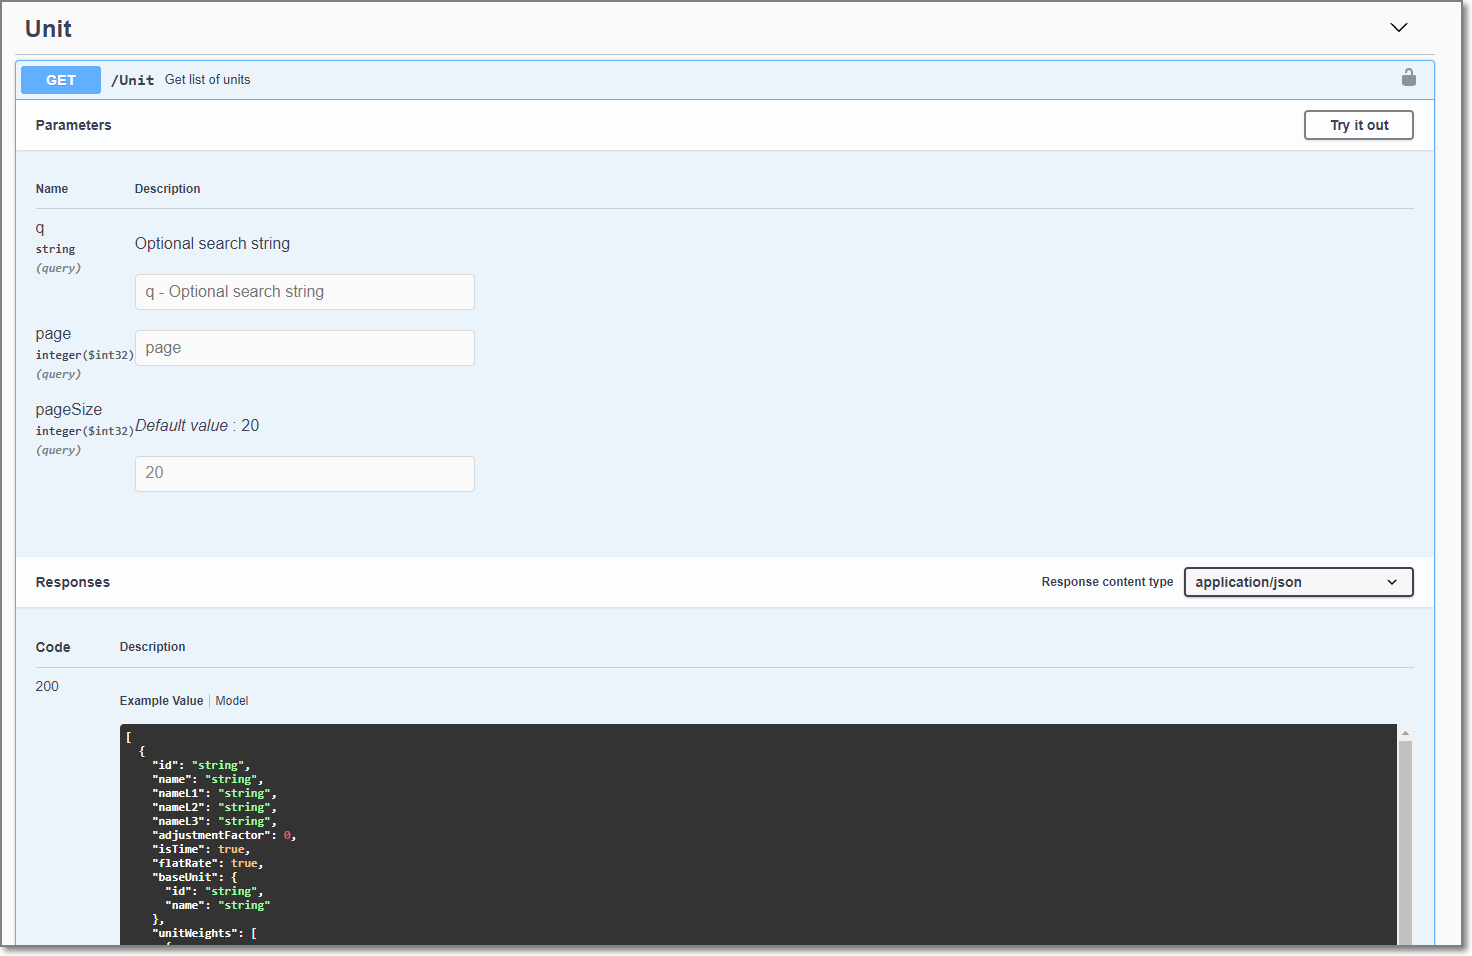 Unit
GET /Unit Get list of units
Parameters Try it out
Name Description
q
string
(query)
Optional search string
q - Optional search string
page
integer($int32)
(query)
page
pageSize
integer($int32)
(query)
Default value : 20
20
Responses Response content type application/json
Code Description
200
Example Value Model
[
  {
    "id": "string",
    "name": "string",
    "nameL1": "string",
    "nameL2": "string",
    "nameL3": "string",
    "adjustmentFactor": 0,
    "isTime": true,
    "flatRate": true,
    "baseUnit": {
      "id": "string",
      "name": "string"
    },
    "unitWeights": [